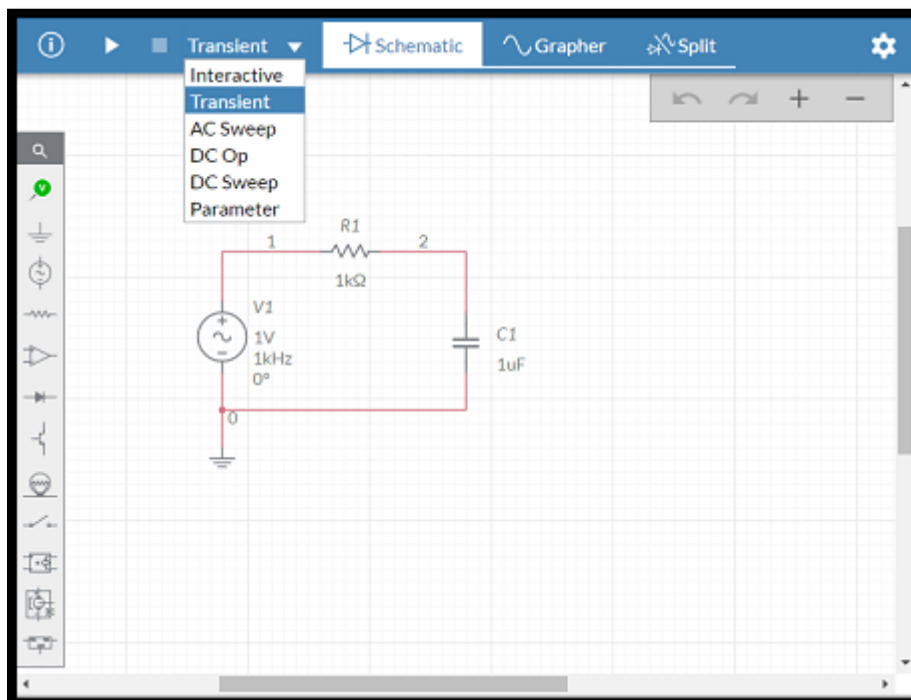 Transient Schematic Grapher Split
Interactive
Transient
AC Sweep
DC Op
DC Sweep
Parameter
R1
1 2
1kΩ
V1
1V
1kHz
0°
C1
1uF
0